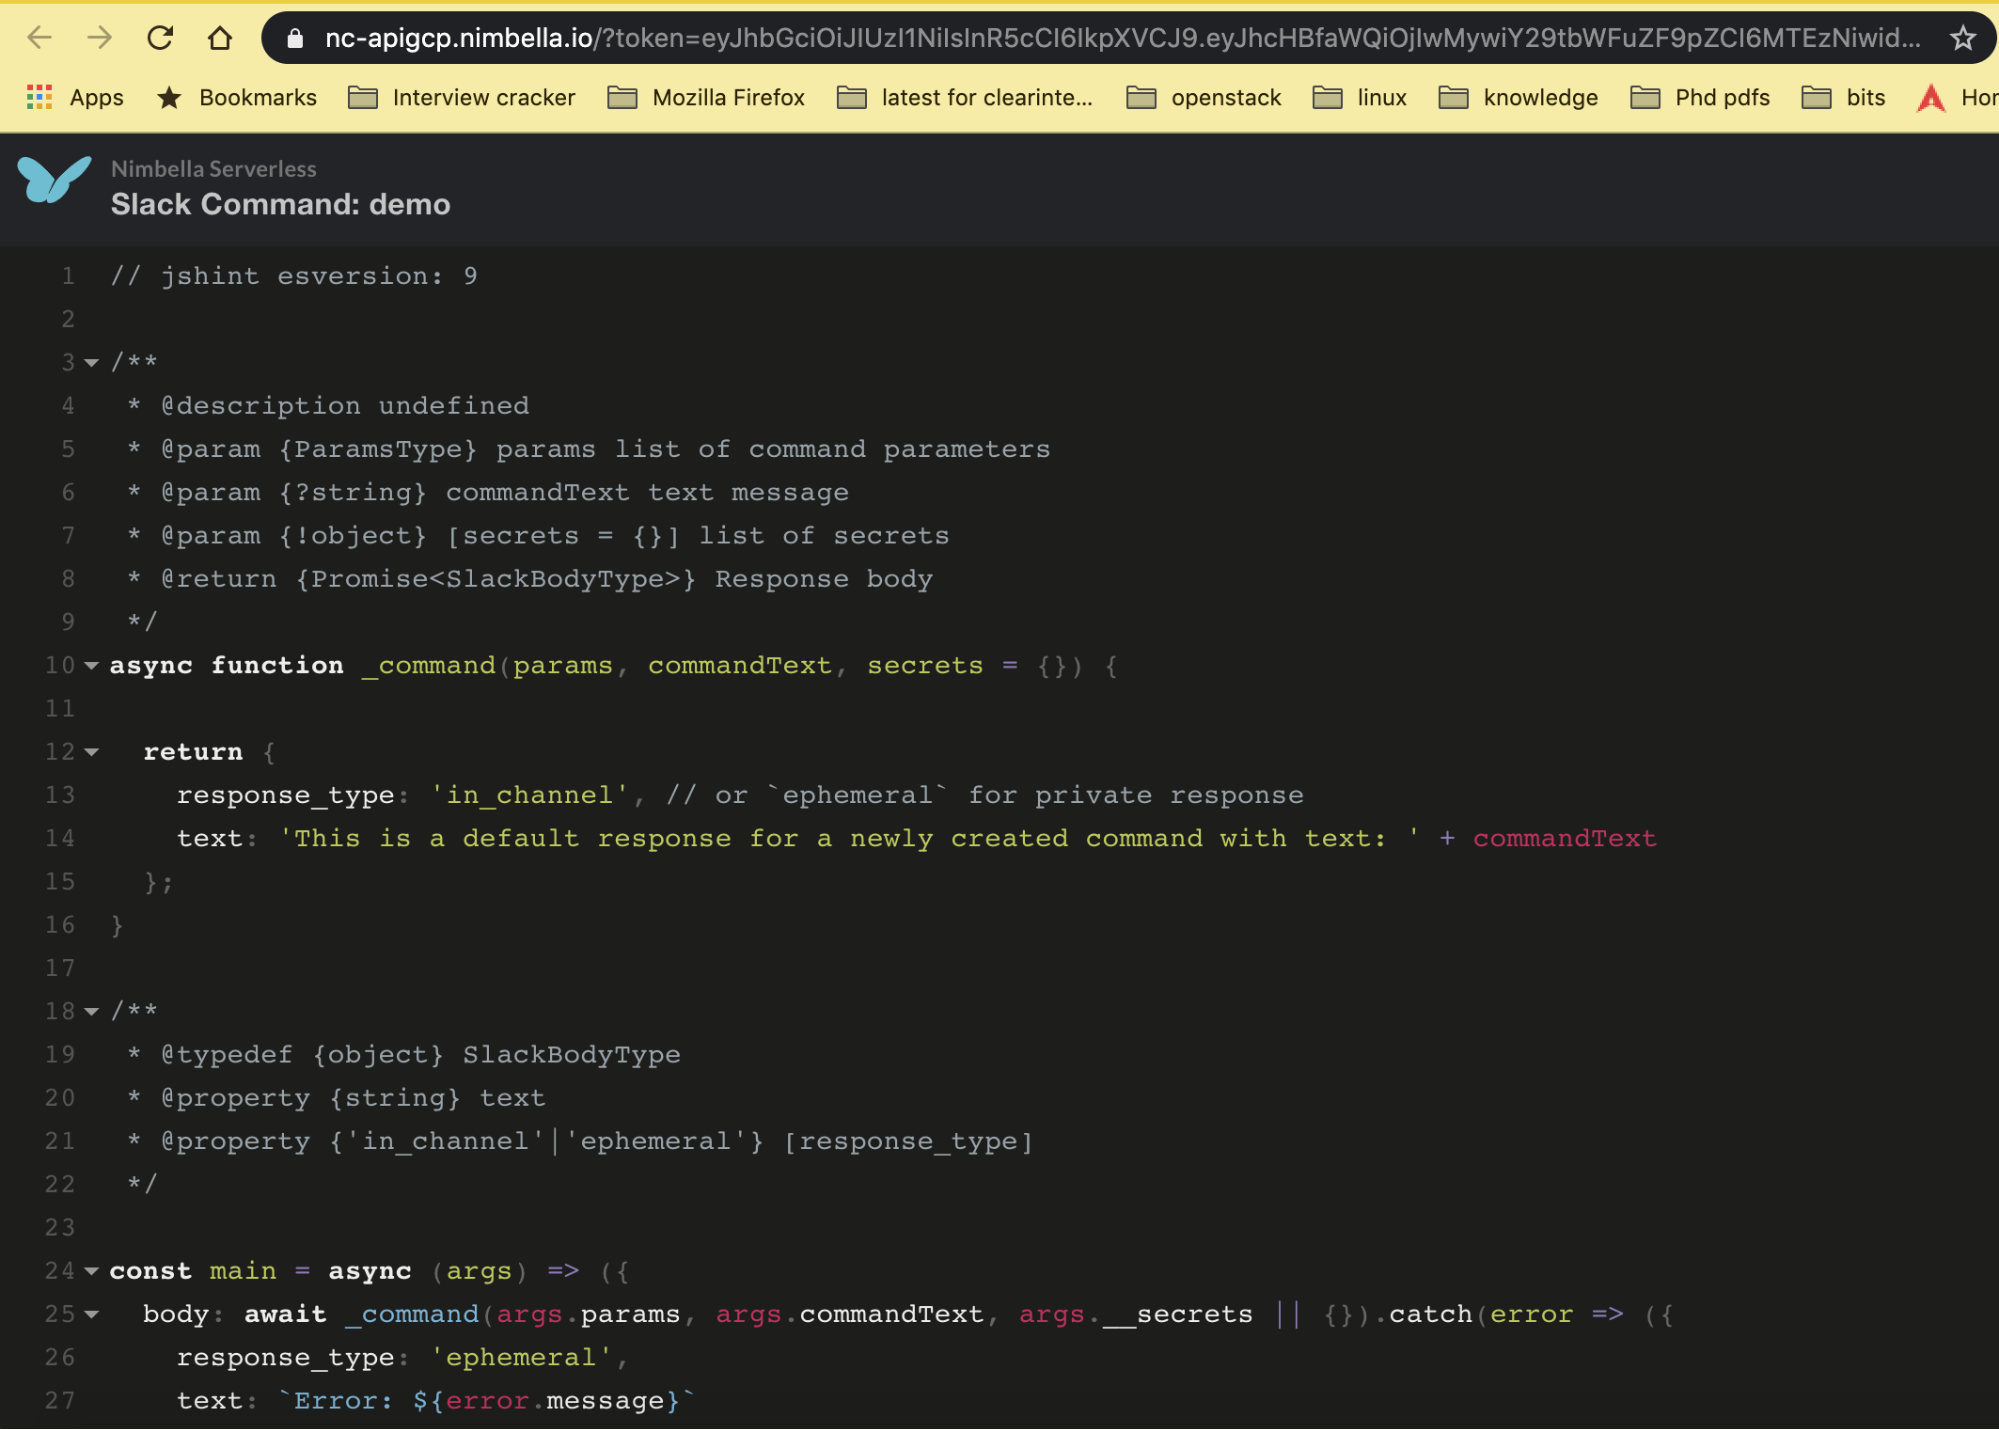 nc-apigcp.nimbella.io/?token=eyJhbGciOiJIUzI1NiIsInR5cCI6IkpXVCJ9.eyJhcHBfaWQiOjIwMywiY29tbWFuZF9pZCI6MTEzNiwid...
Apps Bookmarks Interview cracker Mozilla Firefox latest for clearinte... openstack linux knowledge Phd pdfs bits Hor
Nimbella Serverless
Slack Command: demo
1 // jshint esversion: 9
2
3 /**
4 * @description undefined
5 * @param {ParamsType} params list of command parameters
6 * @param {?string} commandText text message
7 * @param {!object} [secrets = {}] list of secrets
8 * @return {Promise<SlackBodyType>} Response body
9 */
10 async function _command(params, commandText, secrets = {}) {
11
12 return {
13 response_type: 'in_channel', // or `ephemeral` for private response
14 text: 'This is a default response for a newly created command with text: ' + commandText
15 };
16 }
17
18 /**
19 * @typedef {object} SlackBodyType
20 * @property {string} text
21 * @property {'in_channel'|'ephemeral'} [response_type]
22 */
23
24 const main = async (args) => ({
25 body: await _command(args.params, args.commandText, args.__secrets || {}).catch(error => ({
26 response_type: 'ephemeral',
27 text: `Error: ${error.message}`